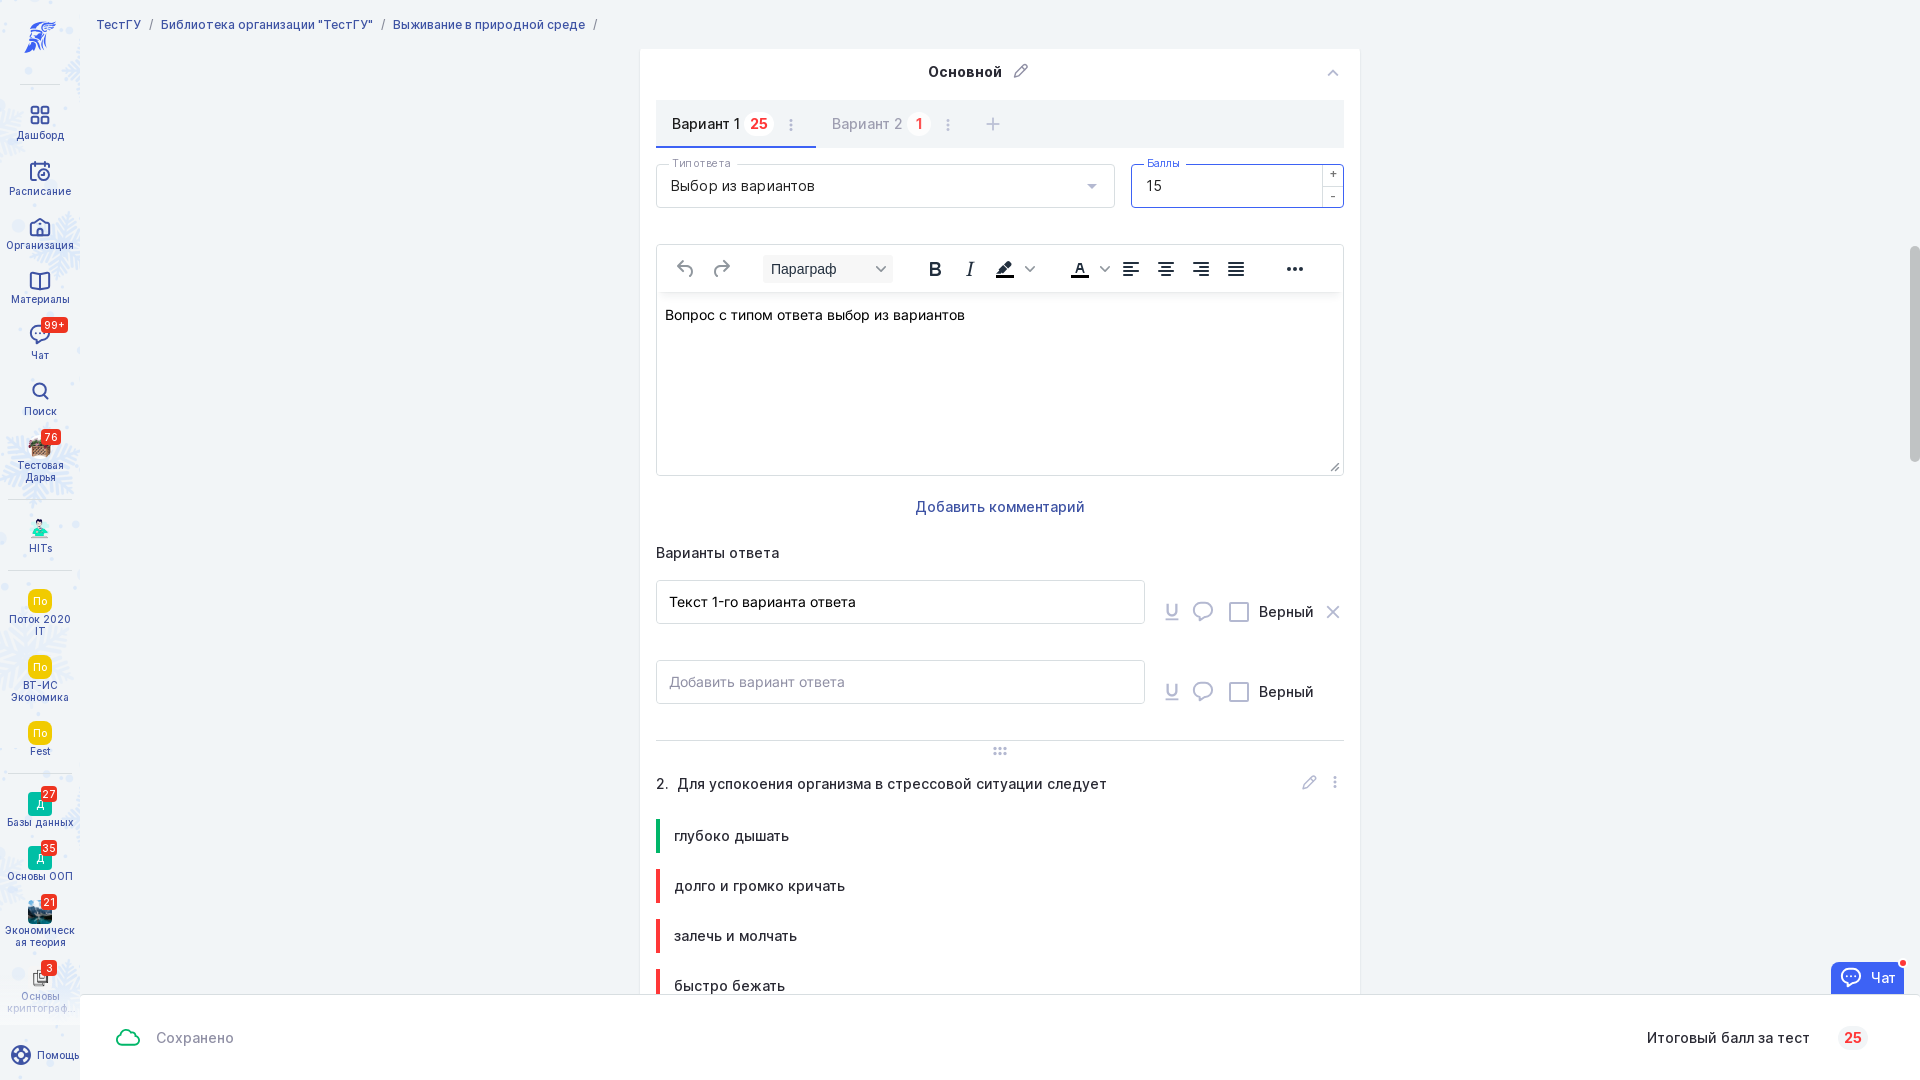 ТестГУ / Библиотека организации "ТестГУ" / Выживание в природной среде /
Дашборд
Расписание
Организация
Материалы
99+
Чат
Поиск
76
Тестовая
Дарья
HITs
По
Поток 2020
IT
По
ВТ-ИС
Экономика
По
Fest
27
Д
Базы данных
35
Д
Основы ООП
21
Экономическ
ая теория
3
Основы
криптограф...
Помощь
Основной
Вариант 1 25
Вариант 2 1
Тип ответа
Выбор из вариантов
Баллы
15
+
-
Параграф
B I A
Вопрос с типом ответа выбор из вариантов
Добавить комментарий
Варианты ответа
Текст 1-го варианта ответа
Верный
Добавить вариант ответа
Верный
2. Для успокоения организма в стрессовой ситуации следует
глубоко дышать
долго и громко кричать
залечь и молчать
быстро бежать
Чат
Сохранено
Итоговый балл за тест 25